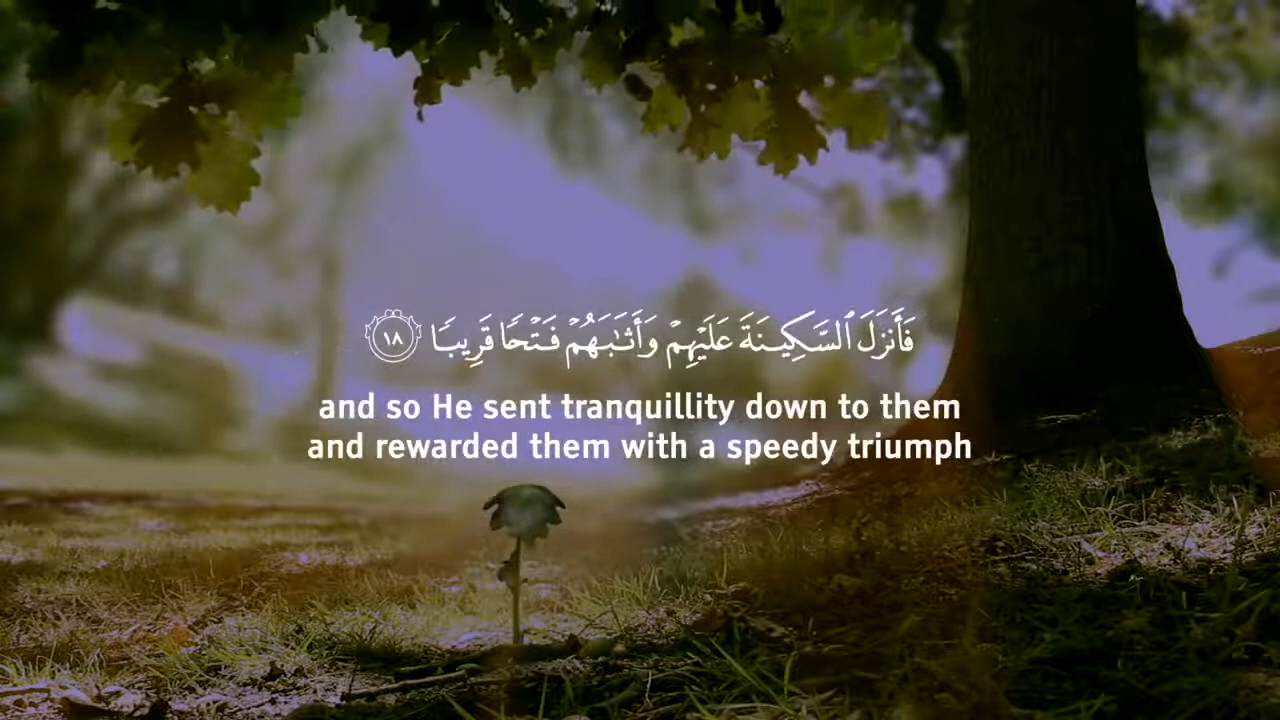 فَأَنزَلَ ٱلسَّكِينَةَ عَلَيْهِمْ وَأَثَـٰبَهُمْ فَتْحًا قَرِيبًا ١٨
and so He sent tranquillity down to them
and rewarded them with a speedy triumph